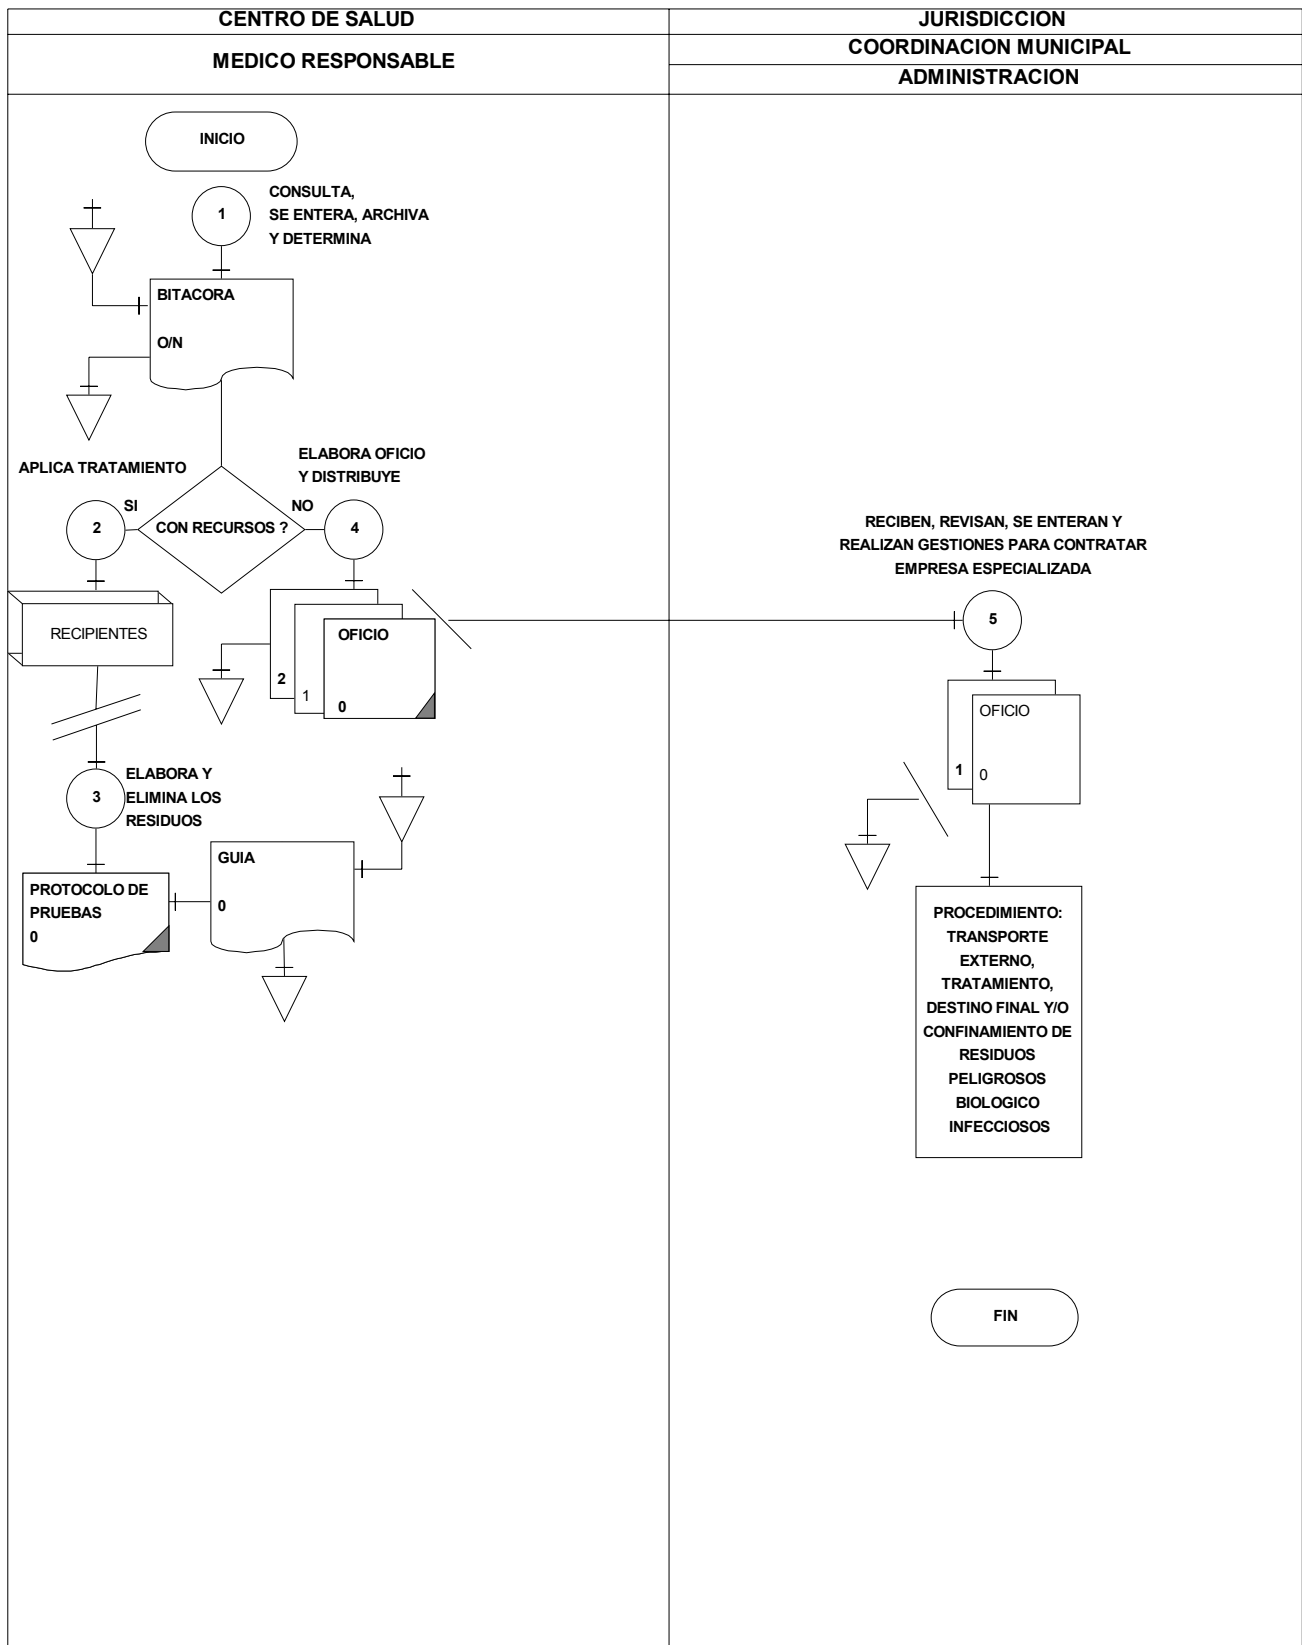 CENTRO DE SALUD
JURISDICCION
MEDICO RESPONSABLE
COORDINACION MUNICIPAL
ADMINISTRACION
INICIO
1
CONSULTA,
SE ENTERA, ARCHIVA
Y DETERMINA
BITACORA
O/N
APLICA TRATAMIENTO
ELABORA OFICIO
Y DISTRIBUYE
2
SI
CON RECURSOS ?
NO
4
RECIPIENTES
OFICIO
0
1
2
3
ELABORA Y
ELIMINA LOS
RESIDUOS
GUIA
0
PROTOCOLO DE
PRUEBAS
0
RECIBEN, REVISAN, SE ENTERAN Y
REALIZAN GESTIONES PARA CONTRATAR
EMPRESA ESPECIALIZADA
5
OFICIO
0
1
PROCEDIMIENTO:
TRANSPORTE
EXTERNO,
TRATAMIENTO,
DESTINO FINAL Y/O
CONFINAMIENTO DE
RESIDUOS
PELIGROSOS
BIOLOGICO
INFECCIOSOS
FIN